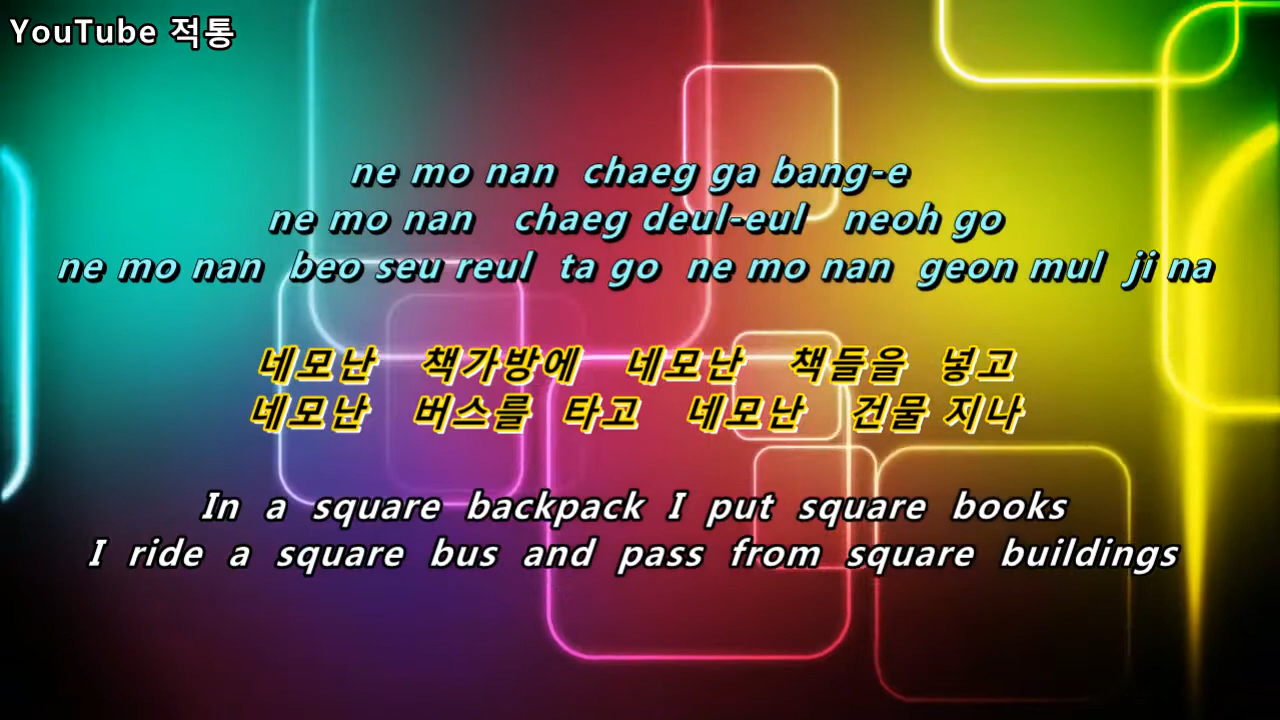 YouTube 적통
ne mo nan chaeg ga bang-e
ne mo nan chaeg deul-eul neoh go
ne mo nan beo seu reul ta go ne mo nan geon mul ji na
네모난 책가방에 네모난 책들을 넣고
네모난 버스를 타고 네모난 건물 지나
In a square backpack I put square books
I ride a square bus and pass from square buildings